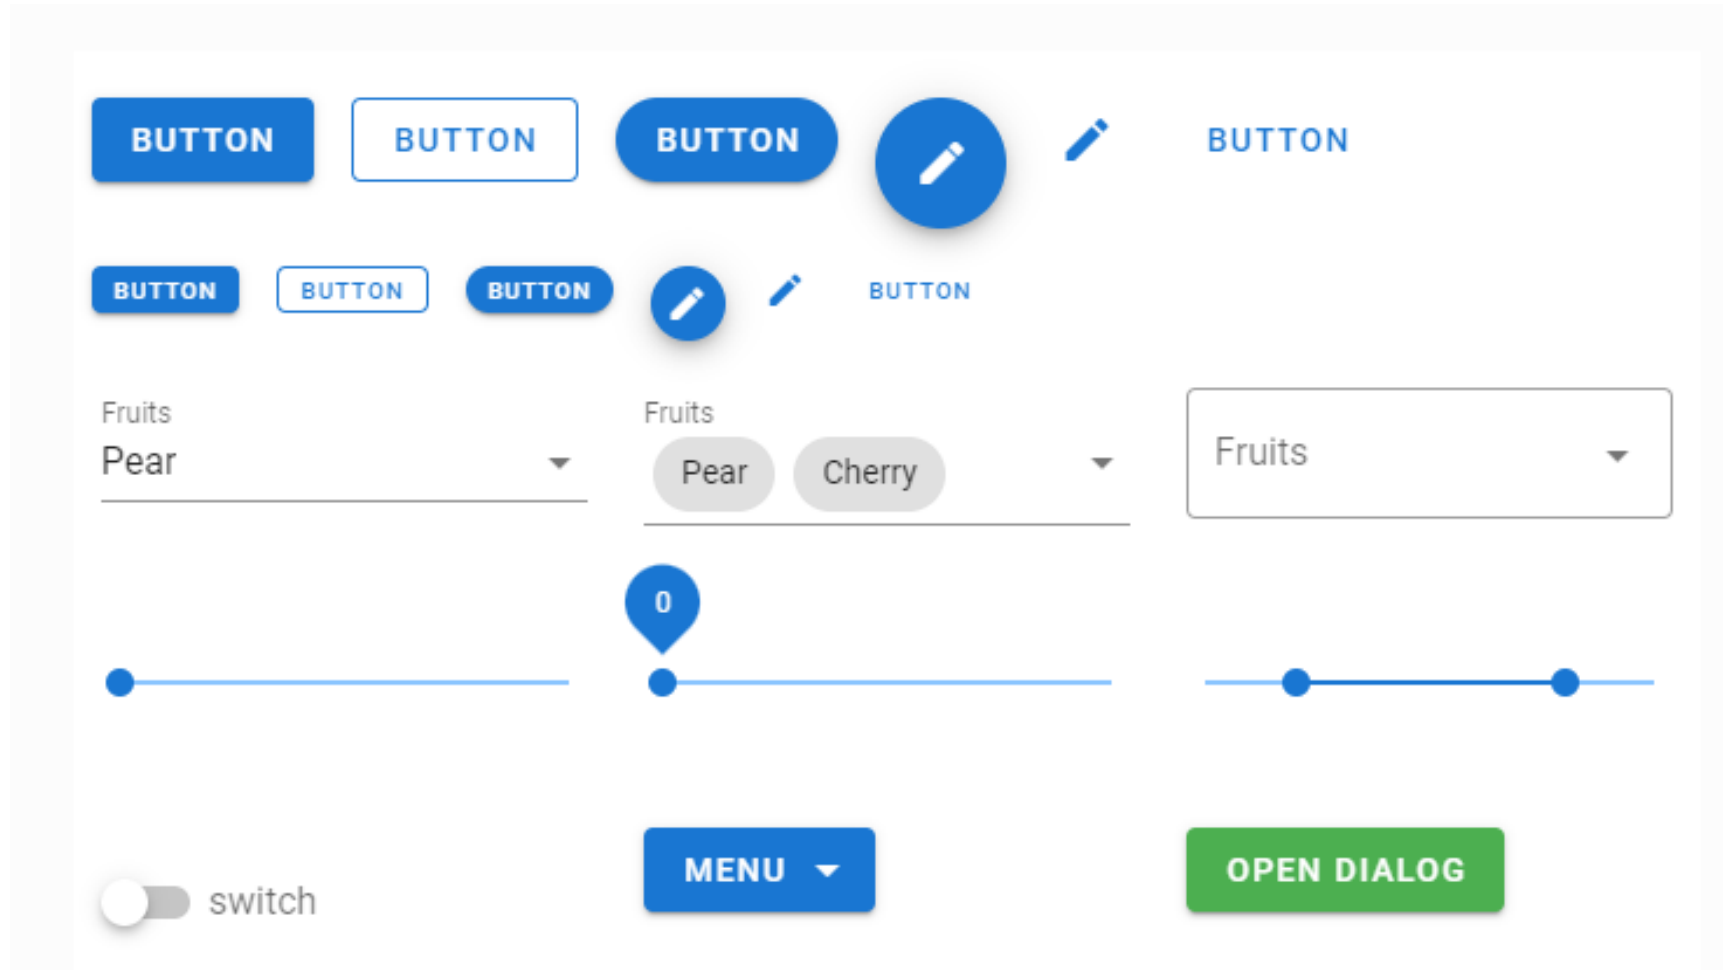 BUTTON BUTTON BUTTON BUTTON
BUTTON BUTTON BUTTON BUTTON
Fruits
Pear
Fruits
Pear Cherry
Fruits
0
switch
MENU
OPEN DIALOG